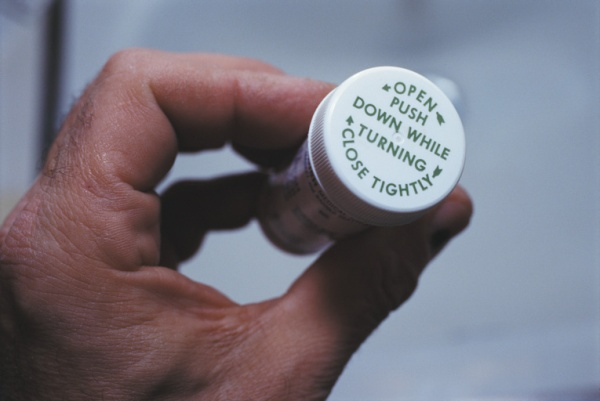 OPEN
PUSH
DOWN WHILE
TURNING
CLOSE TIGHTLY